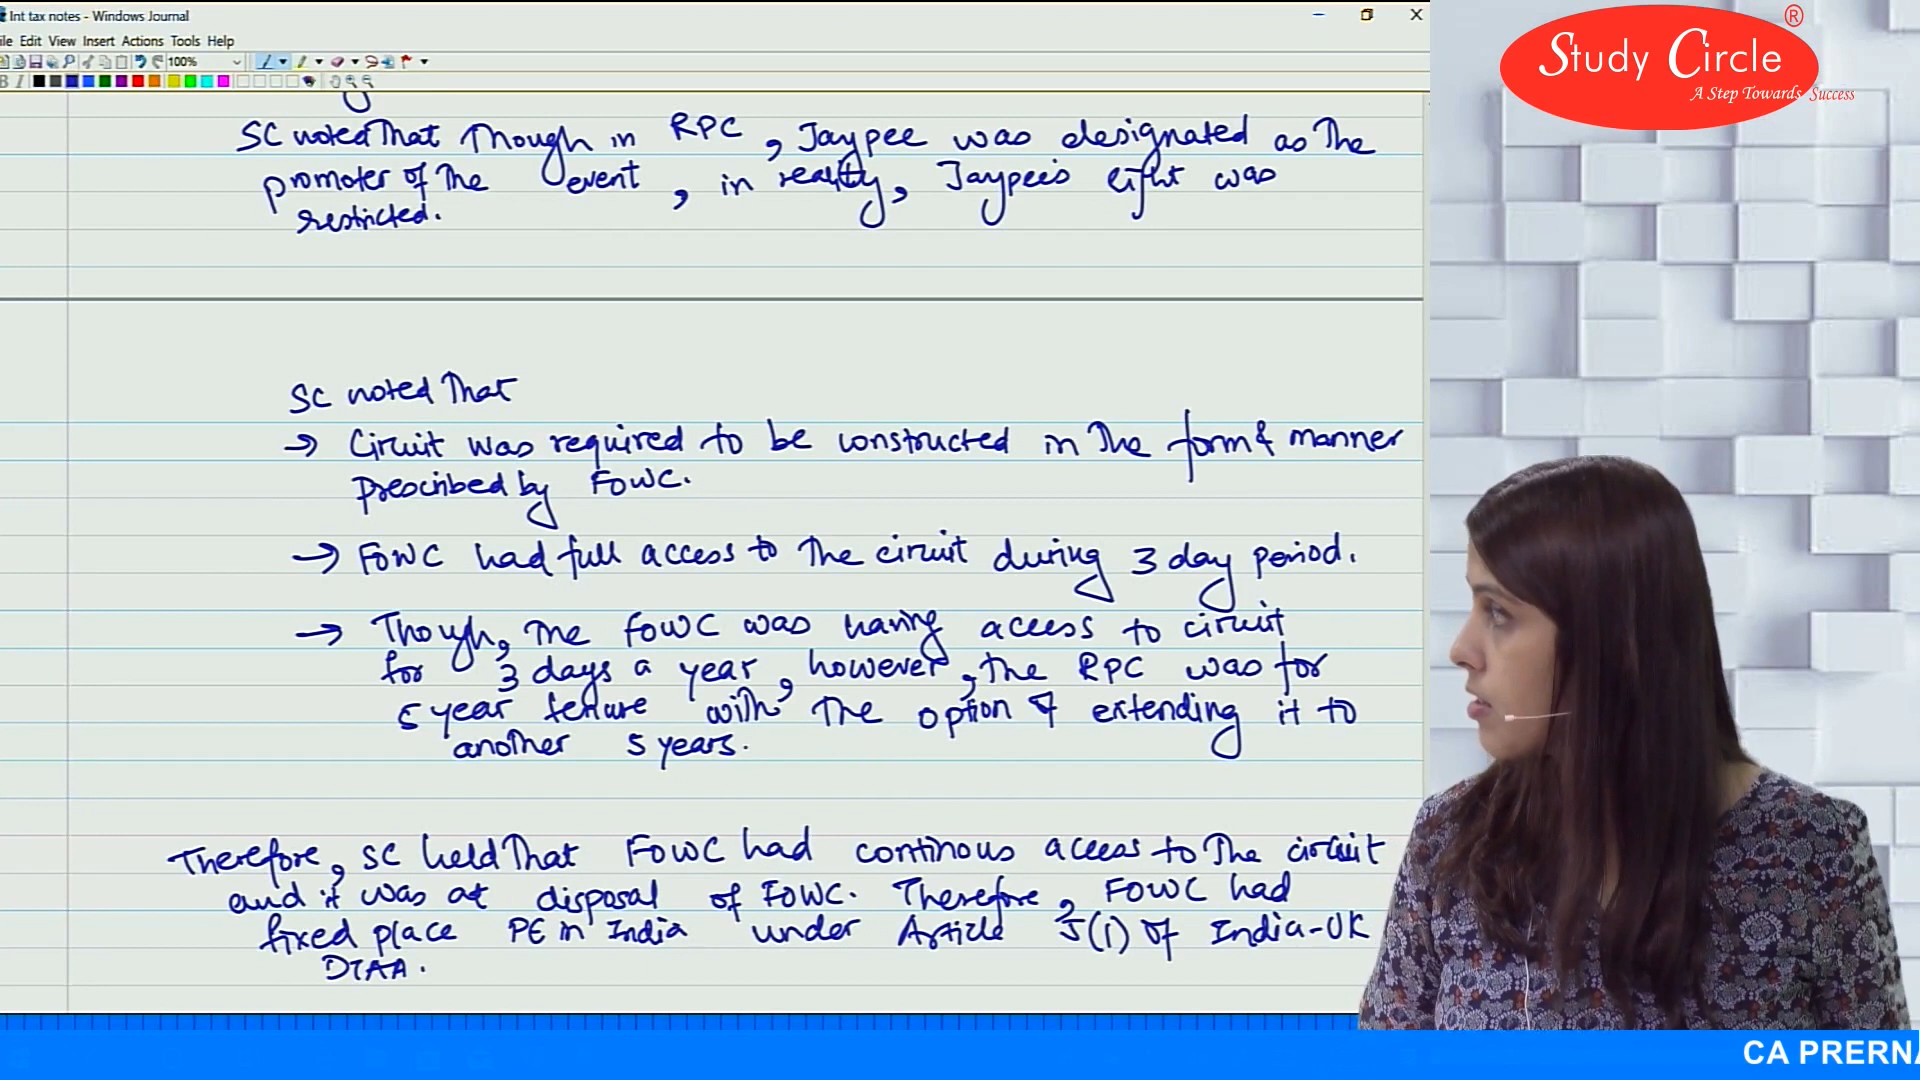 Int tax notes - Windows Journal
ile Edit View Insert Actions Tools Help
100%
B I
SC noted That Though in RPC, Jaypee was designated as The
promoter of The event, in reality, Jaypee's right was
restricted.
SC noted That
→ Circuit was required to be constructed in The form & manner
prescribed by FOWC.
→ FOWC had full access to The circuit during 3 day period.
→ Though, The FOWC was having access to circuit
for 3 days a year, however, the RPC was for
5 year tenure with The option of extending it to
another 5 years.
Therefore, SC held That FOWC had continous access to The circuit
and it was at disposal of FOWC. Therefore, FOWC had
fixed place PE in India under Article 5(1) of India-UK
DTAA.
Study Circle ®
A Step Towards Success
CA PRERNA